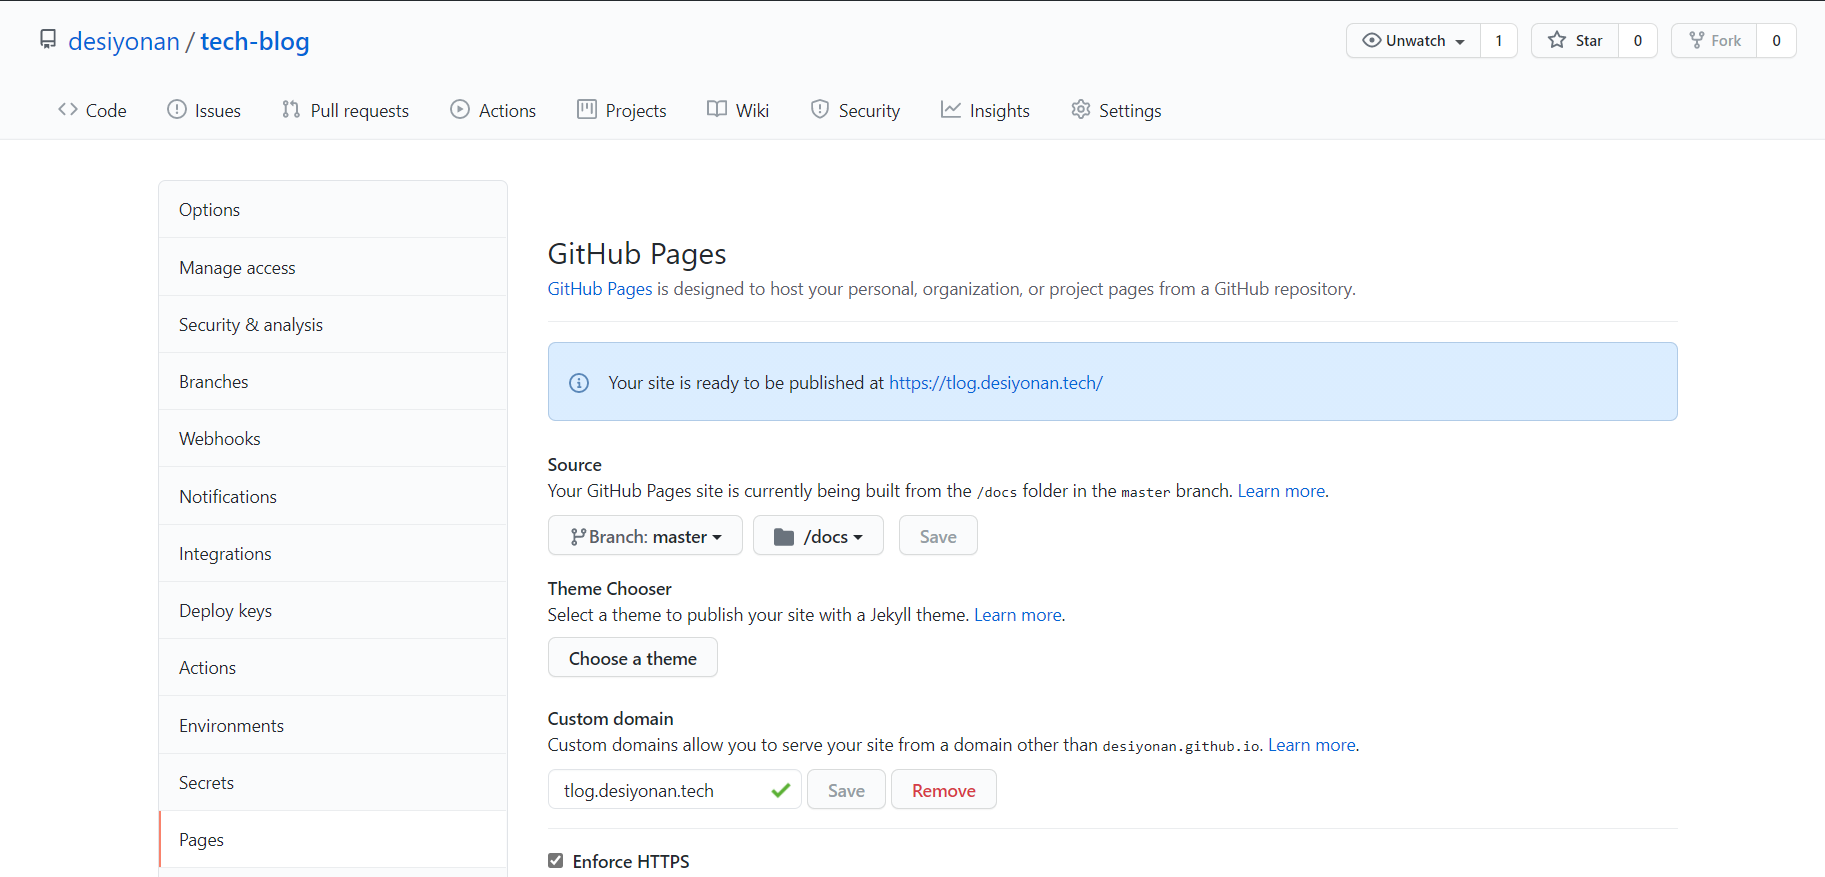 desiyonan / tech-blog
Unwatch 1 Star 0 Fork 0
Code Issues Pull requests Actions Projects Wiki Security Insights Settings
Options
Manage access
Security & analysis
Branches
Webhooks
Notifications
Integrations
Deploy keys
Actions
Environments
Secrets
Pages
GitHub Pages
GitHub Pages is designed to host your personal, organization, or project pages from a GitHub repository.
Your site is ready to be published at https://tlog.desiyonan.tech/
Source
Your GitHub Pages site is currently being built from the /docs folder in the master branch. Learn more.
Branch: master /docs Save
Theme Chooser
Select a theme to publish your site with a Jekyll theme. Learn more.
Choose a theme
Custom domain
Custom domains allow you to serve your site from a domain other than desiyonan.github.io. Learn more.
tlog.desiyonan.tech Save Remove
Enforce HTTPS